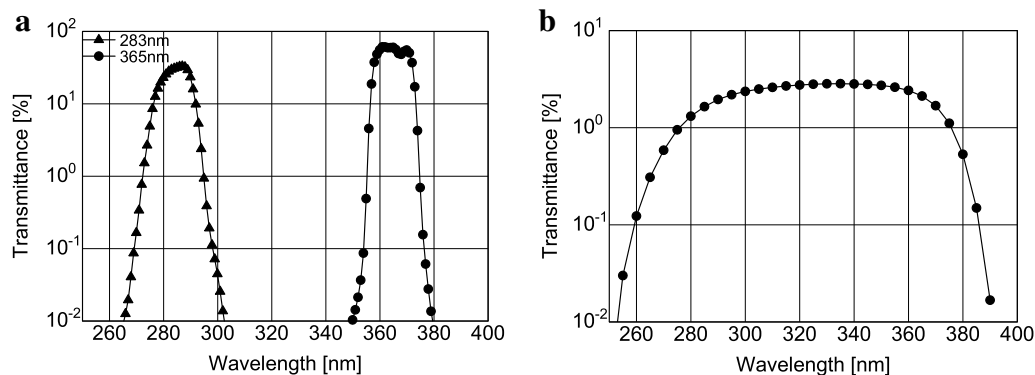 a
10²
10¹
10⁰
10⁻¹
10⁻²
Transmittance [%]
283nm
365nm
260 280 300 320 340 360 380 400
Wavelength [nm]
b
10¹
10⁰
10⁻¹
10⁻²
Transmittance [%]
260 280 300 320 340 360 380 400
Wavelength [nm]